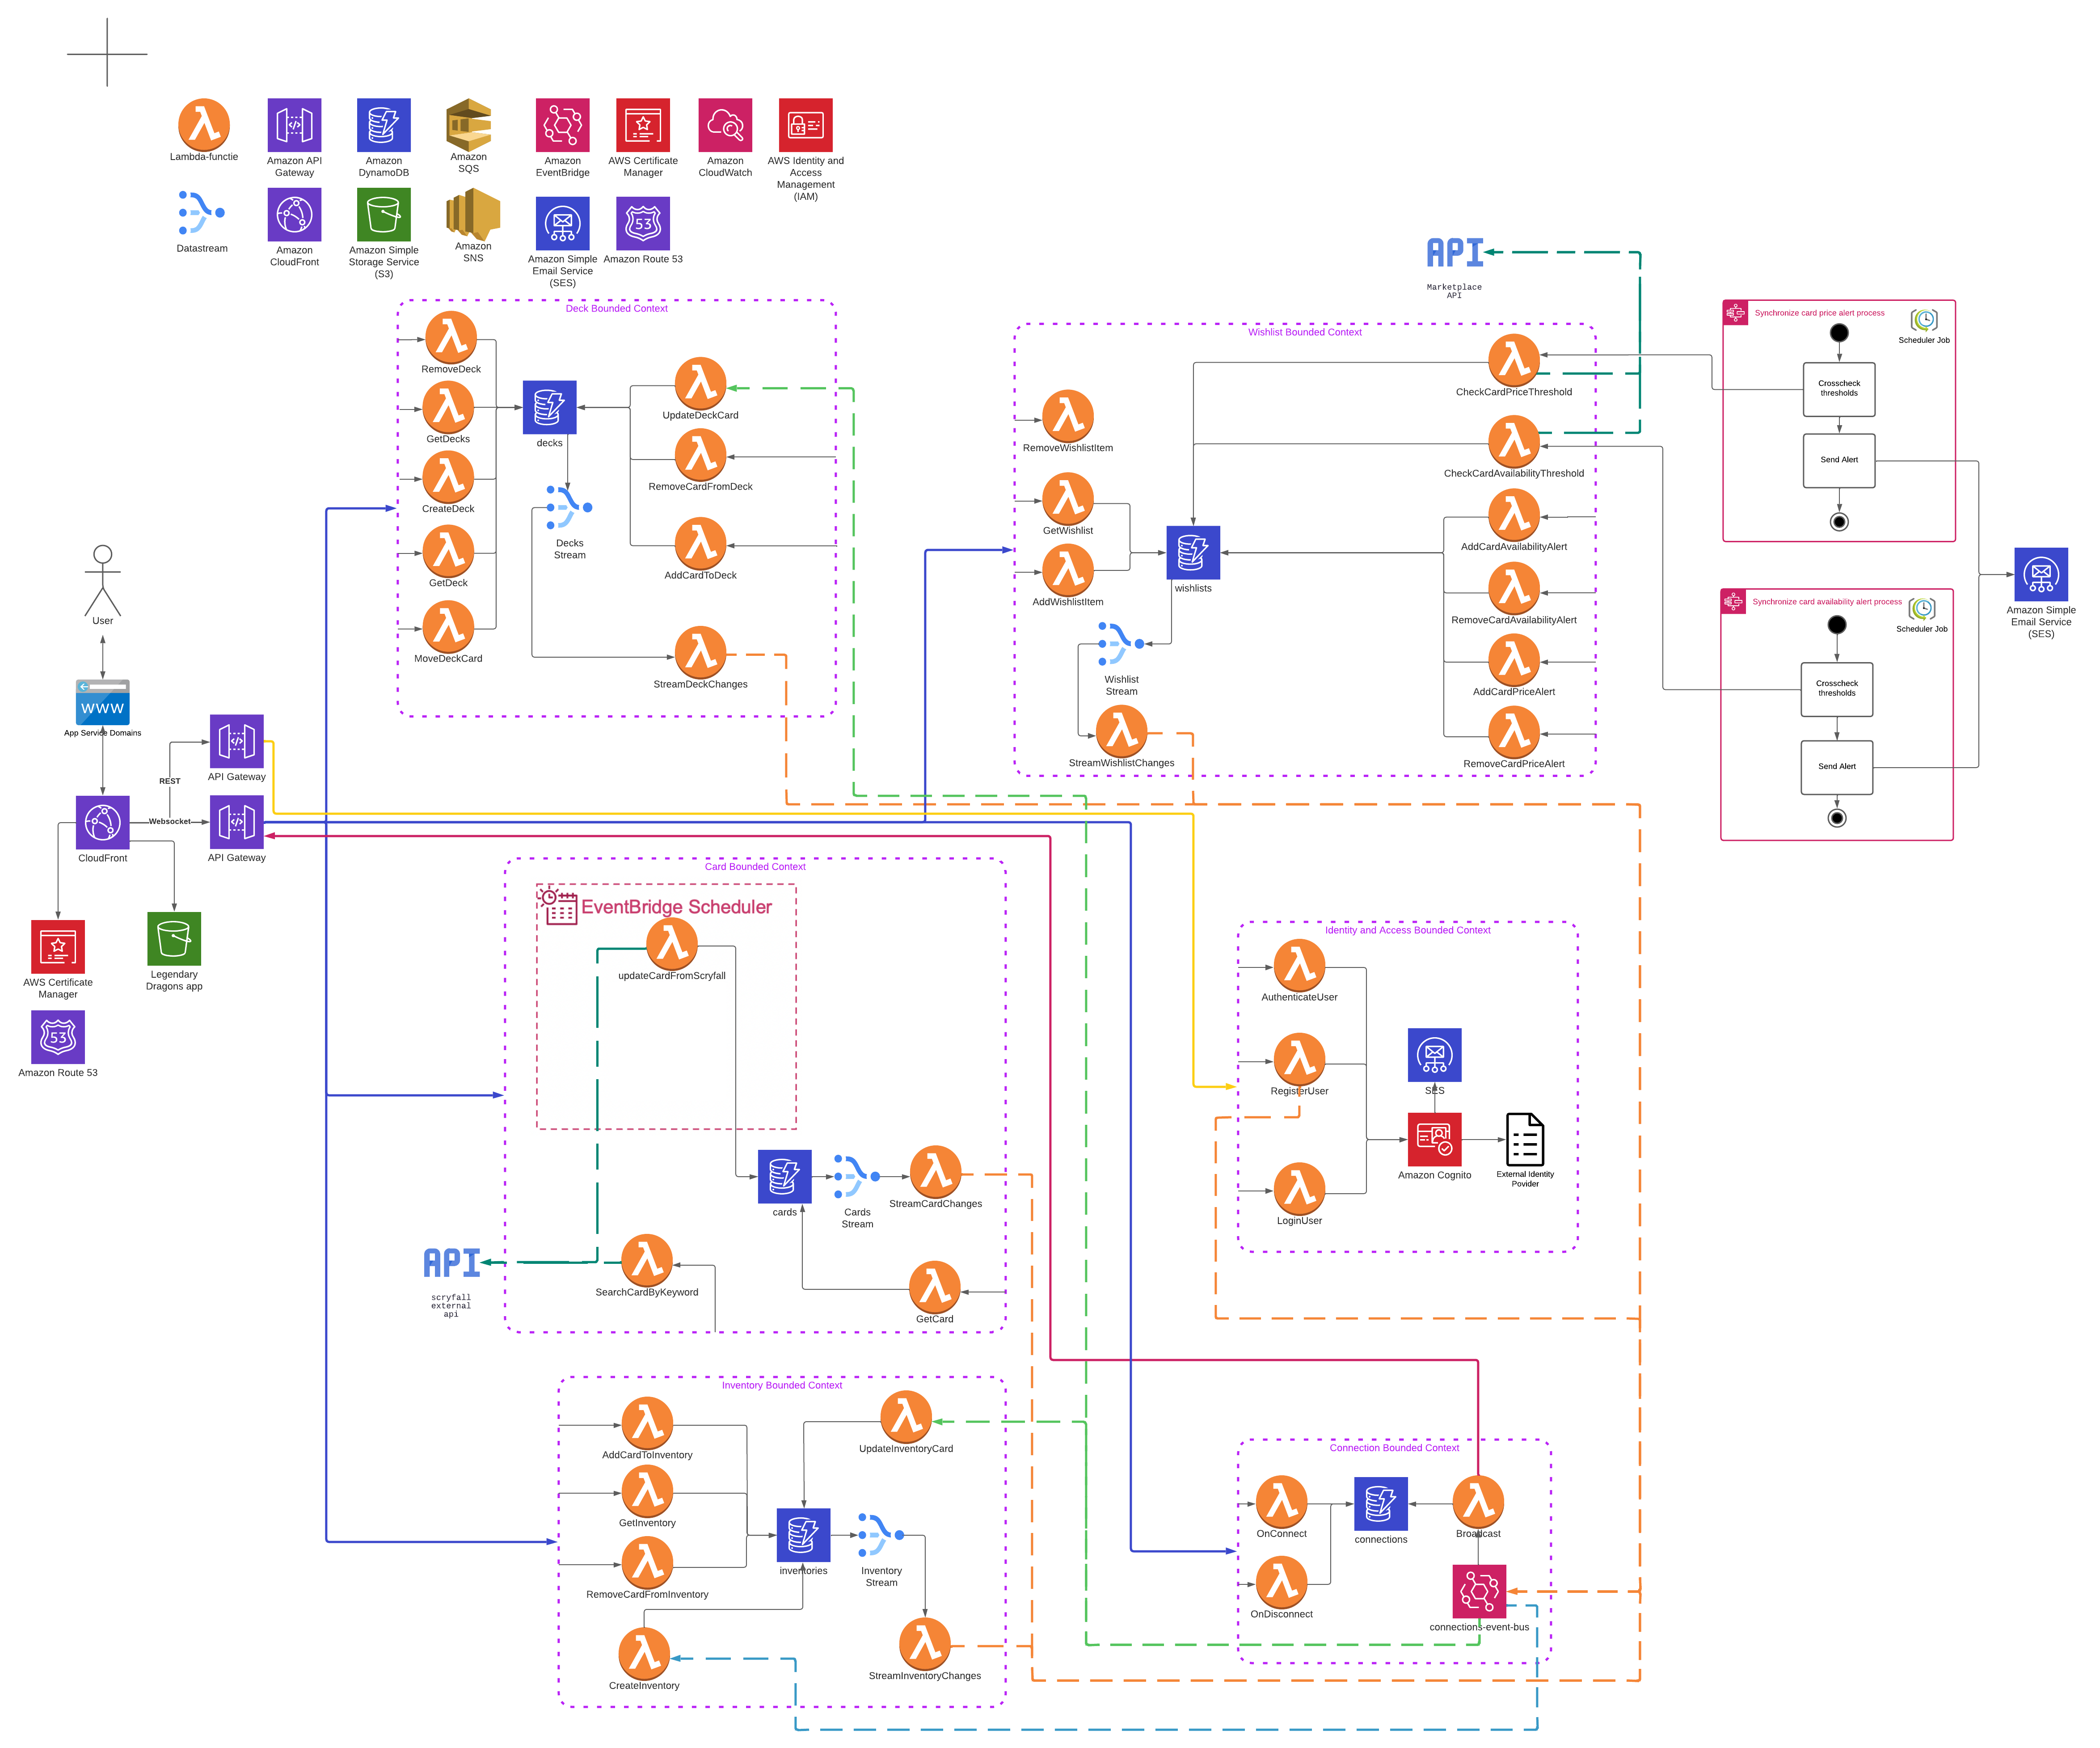 Lambda-functie
Amazon API
Gateway
Amazon
DynamoDB
Amazon
SQS
Amazon
EventBridge
AWS Certificate
Manager
Amazon
CloudWatch
AWS Identity and
Access
Management
(IAM)
Datastream
Amazon
CloudFront
Amazon Simple
Storage Service
(S3)
Amazon
SNS
Amazon Simple
Email Service
(SES)
53
Amazon Route 53
API
Marketplace
API
Deck Bounded Context
RemoveDeck
GetDecks
CreateDeck
GetDeck
MoveDeckCard
decks
Decks
Stream
UpdateDeckCard
RemoveCardFromDeck
AddCardToDeck
StreamDeckChanges
Wishlist Bounded Context
RemoveWishlistItem
GetWishlist
AddWishlistItem
wishlists
Wishlist
Stream
StreamWishlistChanges
CheckCardPriceThreshold
CheckCardAvailabilityThreshold
AddCardAvailabilityAlert
RemoveCardAvailabilityAlert
AddCardPriceAlert
RemoveCardPriceAlert
Synchronize card price alert process
Scheduler Job
Crosscheck
thresholds
Send Alert
Synchronize card availability alert process
Scheduler Job
Crosscheck
thresholds
Send Alert
Amazon Simple
Email Service
(SES)
User
WWW
App Service Domains
REST
API Gateway
Websocket
API Gateway
CloudFront
AWS Certificate
Manager
Legendary
Dragons app
53
Amazon Route 53
Card Bounded Context
EventBridge Scheduler
updateCardFromScryfall
cards
Cards
Stream
StreamCardChanges
API
scryfall
external
api
SearchCardByKeyword
GetCard
Identity and Access Bounded Context
AuthenticateUser
RegisterUser
LoginUser
SES
Amazon Cognito
External Identity
Povider
Inventory Bounded Context
AddCardToInventory
GetInventory
RemoveCardFromInventory
CreateInventory
UpdateInventoryCard
inventories
Inventory
Stream
StreamInventoryChanges
Connection Bounded Context
OnConnect
OnDisconnect
connections
Broadcast
connections-event-bus